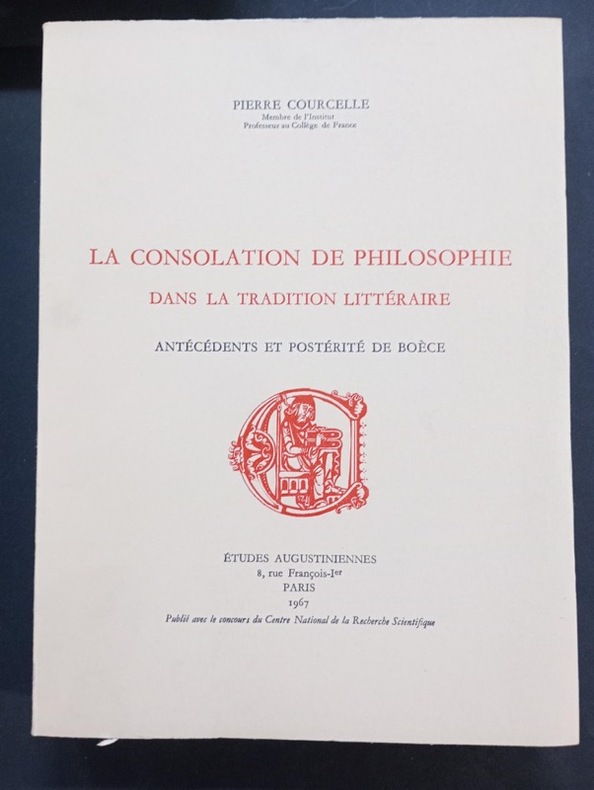 PIERRE COURCELLE
Membre de l'Institut
Professeur au Collège de France
LA CONSOLATION DE PHILOSOPHIE
DANS LA TRADITION LITTÉRAIRE
ANTÉCÉDENTS ET POSTÉRITÉ DE BOÈCE
ÉTUDES AUGUSTINIENNES
8, rue François-Ier
PARIS
1967
Publié avec le concours du Centre National de la Recherche Scientifique